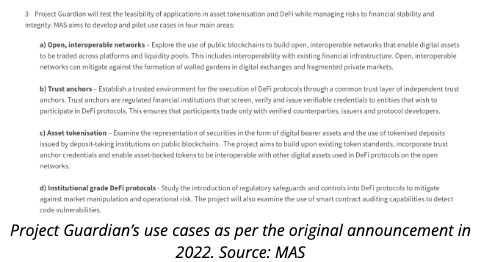 3 Project Guardian will test the feasibility of applications in asset tokenisation and DeFi while managing risks to financial stability and
integrity. MAS aims to develop and pilot use cases in four main areas:
a) Open, interoperable networks – Explore the use of public blockchains to build open, interoperable networks that enable digital assets
to be traded across platforms and liquidity pools. This includes interoperability with existing financial infrastructure. Open, interoperable
networks can mitigate against the formation of walled gardens in digital exchanges and fragmented private markets.
b) Trust anchors – Establish a trusted environment for the execution of DeFi protocols through a common trust layer of independent trust
anchors. Trust anchors are regulated financial institutions that screen, verify and issue verifiable credentials to entities that wish to
participate in DeFi protocols. This ensures that participants trade only with verified counterparties, issuers and protocol developers.
c) Asset tokenisation – Examine the representation of securities in the form of digital bearer assets and the use of tokenised deposits
issued by deposit-taking institutions on public blockchains. The project aims to build upon existing token standards, incorporate trust
anchor credentials and enable asset-backed tokens to be interoperable with other digital assets used in DeFi protocols on the open
networks.
d) Institutional grade DeFi protocols - Study the introduction of regulatory safeguards and controls into DeFi protocols to mitigate
against market manipulation and operational risk. The project will also examine the use of smart contract auditing capabilities to detect
code vulnerabilities.
Project Guardian's use cases as per the original announcement in
2022. Source: MAS